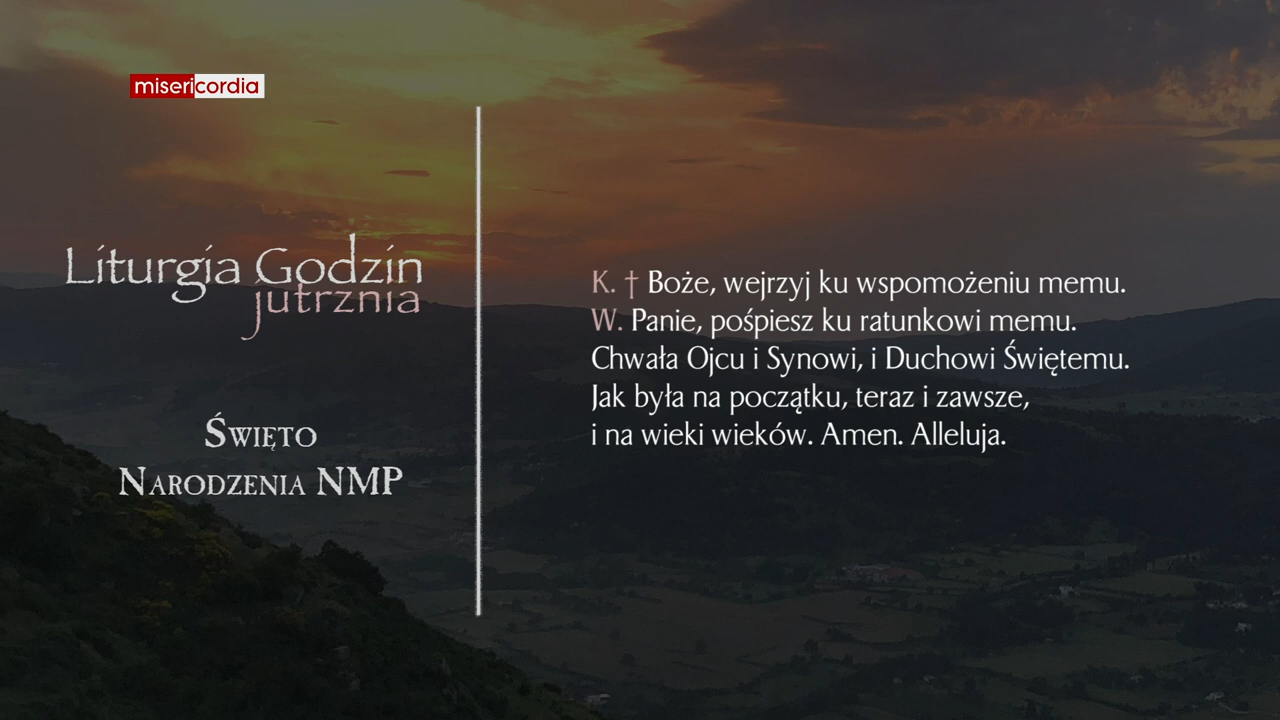 misericordia
Liturgia Godzin
jutrznia
Święto
Narodzenia NMP
K. † Boże, wejrzyj ku wspomożeniu memu.
W. Panie, pośpiesz ku ratunkowi memu.
Chwała Ojcu i Synowi, i Duchowi Świętemu.
Jak była na początku, teraz i zawsze,
i na wieki wieków. Amen. Alleluja.